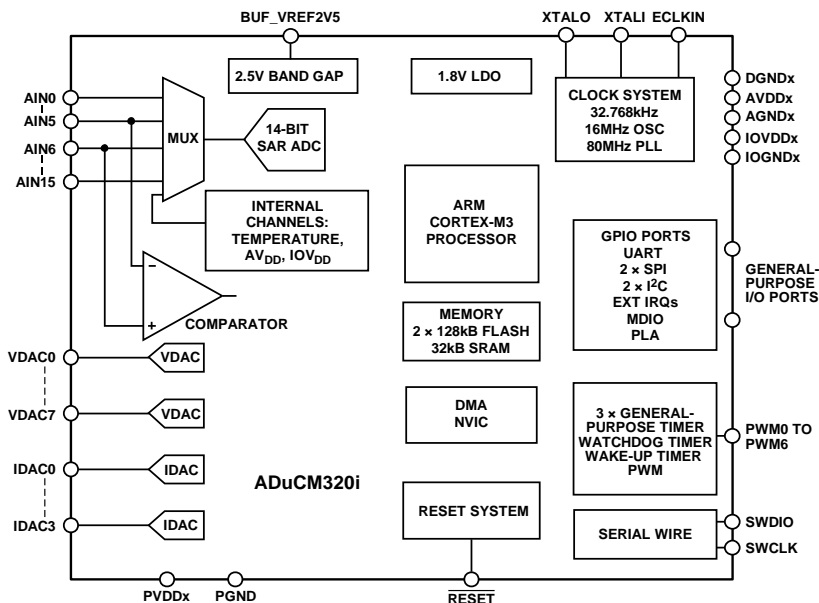 BUF_VREF2V5
XTALO
XTALI
ECLKIN
2.5V BAND GAP
1.8V LDO
CLOCK SYSTEM
32.768kHz
16MHz OSC
80MHz PLL
DGNDx
AVDDx
AGNDx
IOVDDx
IOGNDx
AIN0
AIN5
AIN6
AIN15
MUX
14-BIT
SAR ADC
INTERNAL
CHANNELS:
TEMPERATURE,
AVDD, IOVDD
ARM
CORTEX-M3
PROCESSOR
GPIO PORTS
UART
2 × SPI
2 × I2C
EXT IRQs
MDIO
PLA
GENERAL-
PURPOSE
I/O PORTS
–
+
COMPARATOR
MEMORY
2 × 128kB FLASH
32kB SRAM
VDAC0
VDAC
VDAC7
VDAC
DMA
NVIC
3 × GENERAL-
PURPOSE TIMER
WATCHDOG TIMER
WAKE-UP TIMER
PWM
PWM0 TO
PWM6
IDAC0
IDAC
IDAC3
IDAC
ADuCM320i
RESET SYSTEM
SERIAL WIRE
SWDIO
SWCLK
PVDDx
PGND
RESET